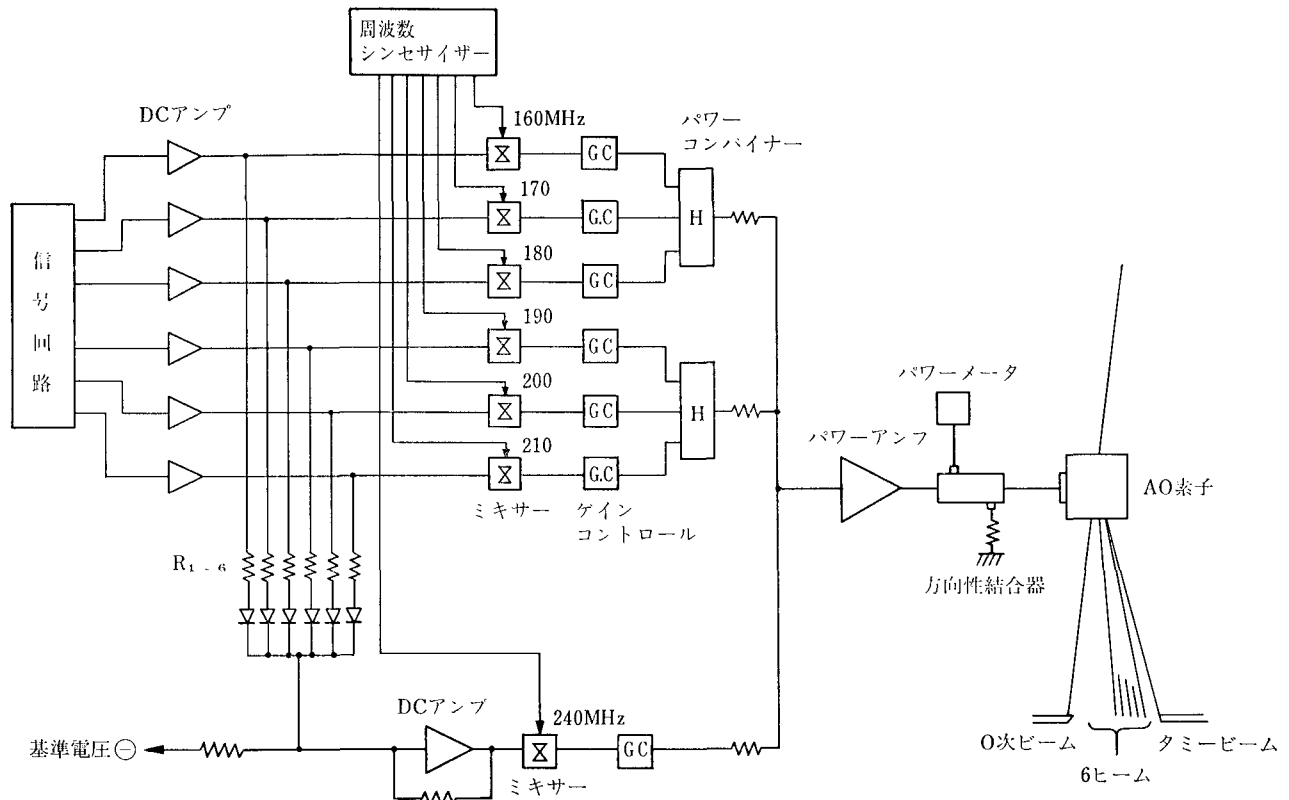 周波数
シンセサイザー
DCアンプ
160MHz
パワー
コンバイナー
GC
170
G.C
H
180
GC
信号回路
190
GC
200
GC
H
パワーメータ
210
パワーアンフ
G.C
AO素子
ミキサー
ゲイン
コントロール
R₁₋₆
方向性結合器
DCアンプ
240MHz
基準電圧⊖
GC
ミキサー
0次ビーム
タミービーム
6ヒーム